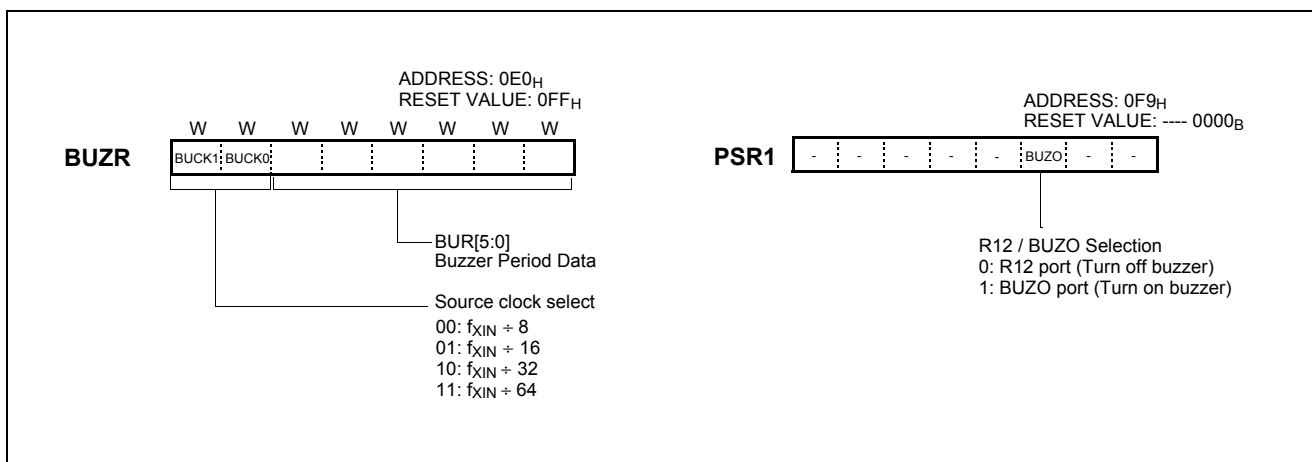 ADDRESS: 0E0H
RESET VALUE: 0FFH
W W W W W W W W
BUZR BUCK1 BUCK0
BUR[5:0]
Buzzer Period Data
Source clock select
00: fXIN ÷ 8
01: fXIN ÷ 16
10: fXIN ÷ 32
11: fXIN ÷ 64
ADDRESS: 0F9H
RESET VALUE: ---- 0000B
PSR1 - - - - - BUZO - -
R12 / BUZO Selection
0: R12 port (Turn off buzzer)
1: BUZO port (Turn on buzzer)